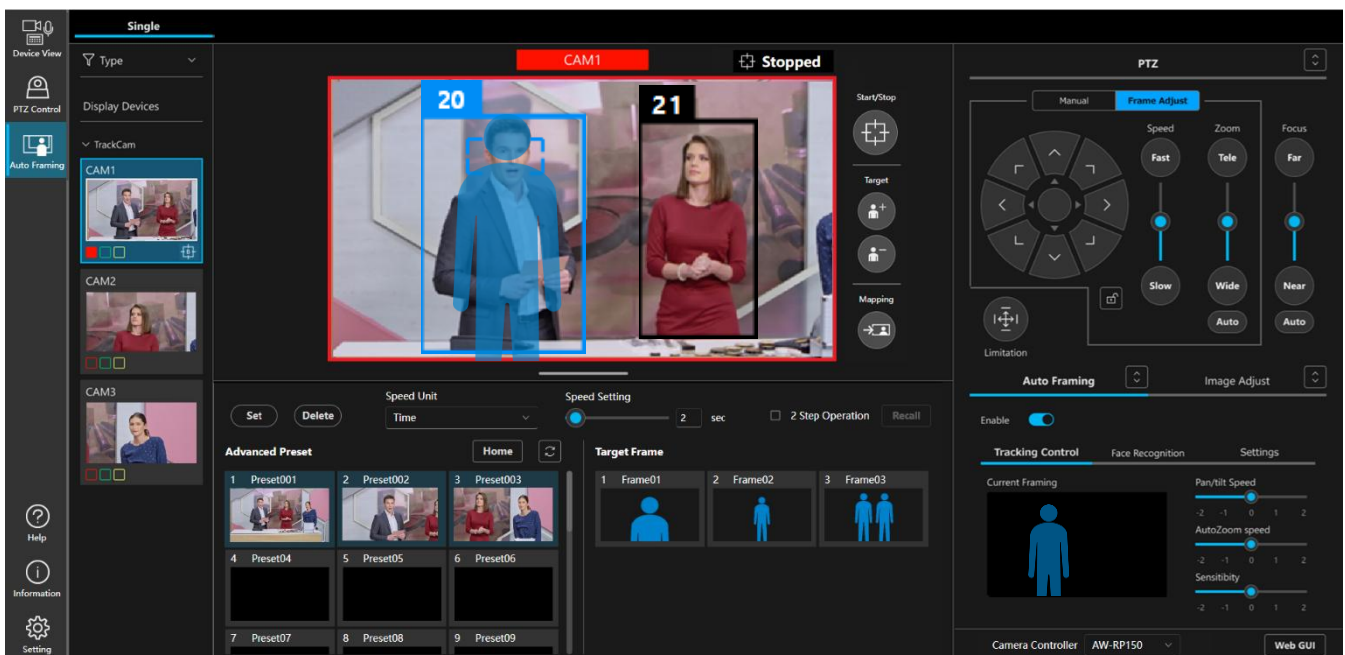 Device View
PTZ Control
Auto Framing
Help
Information
Setting
Single
Type
Display Devices
TrackCam
CAM1
CAM2
CAM3
CAM1
Stopped
20
21
Start/Stop
Target
Mapping
Set
Delete
Speed Unit
Time
Speed Setting
2 sec
2 Step Operation
Recall
Advanced Preset
Home
1 Preset001
2 Preset002
3 Preset003
4 Preset04
5 Preset05
6 Preset06
7 Preset07
8 Preset08
9 Preset09
Target Frame
1 Frame01
2 Frame02
3 Frame03
PTZ
Manual
Frame Adjust
Speed
Zoom
Focus
Fast
Tele
Far
Slow
Wide
Near
Auto
Auto
Limitation
Auto Framing
Image Adjust
Enable
Tracking Control
Face Recognition
Settings
Current Framing
Pan/tilt Speed
-2 -1 0 1 2
AutoZoom speed
-2 -1 0 1 2
Sensitibity
-2 -1 0 1 2
Camera Controller
AW-RP150
Web GUI